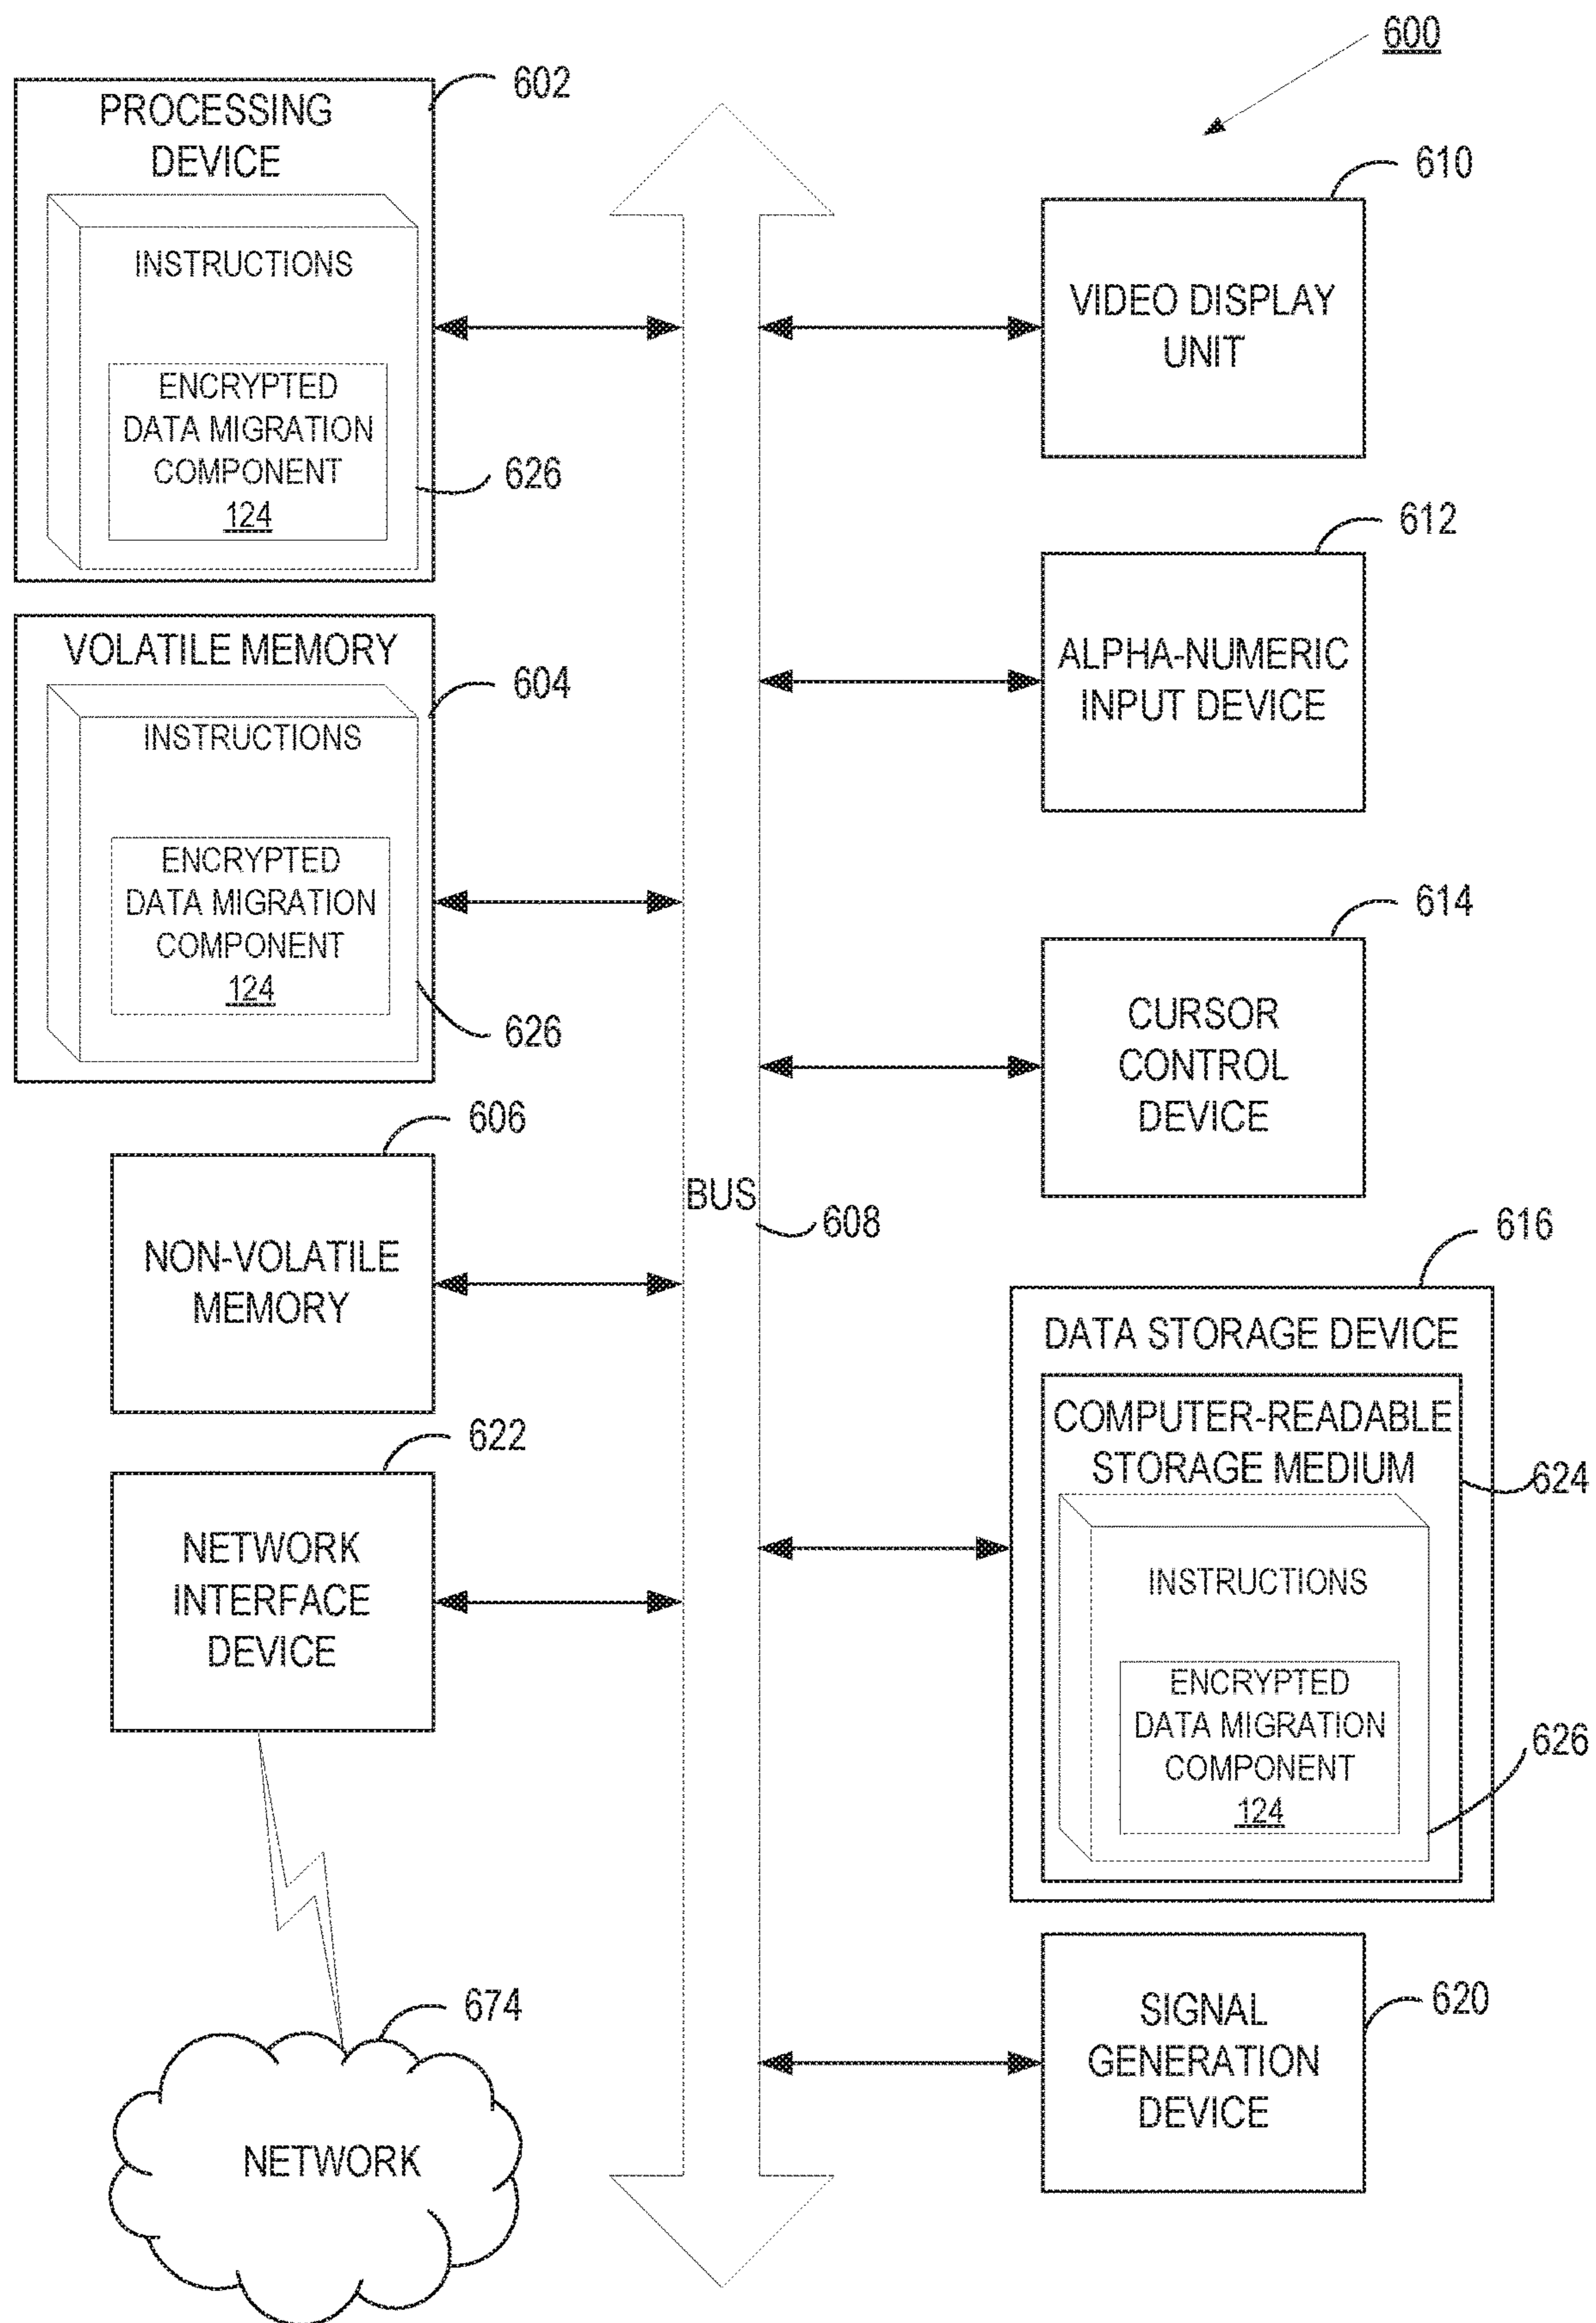 600
602
PROCESSING
DEVICE
INSTRUCTIONS
ENCRYPTED
DATA MIGRATION
COMPONENT
124
626
VOLATILE MEMORY
604
INSTRUCTIONS
ENCRYPTED
DATA MIGRATION
COMPONENT
124
626
606
NON-VOLATILE
MEMORY
622
NETWORK
INTERFACE
DEVICE
674
NETWORK
BUS
608
610
VIDEO DISPLAY
UNIT
612
ALPHA-NUMERIC
INPUT DEVICE
614
CURSOR
CONTROL
DEVICE
616
DATA STORAGE DEVICE
COMPUTER-READABLE
STORAGE MEDIUM
624
INSTRUCTIONS
ENCRYPTED
DATA MIGRATION
COMPONENT
124
626
SIGNAL
GENERATION
DEVICE
620